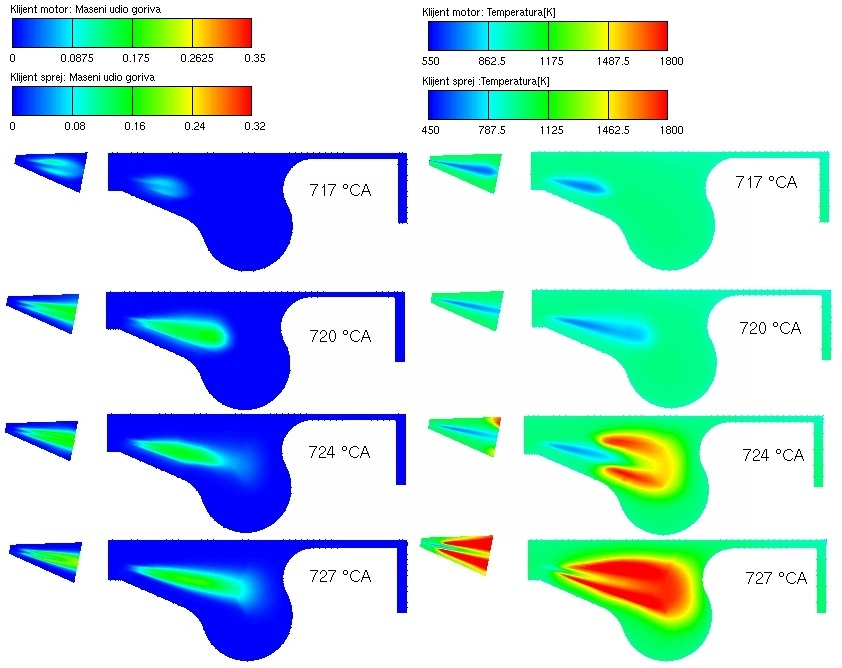 Klijent motor: Maseni udio goriva
0 0.0875 0.175 0.2625 0.35
Klijent sprej: Maseni udio goriva
0 0.08 0.16 0.24 0.32
Klijent motor: Temperatura[K]
550 862.5 1175 1487.5 1800
Klijent sprej :Temperatura[K]
450 787.5 1125 1462.5 1800
717 °CA
717 °CA
720 °CA
720 °CA
724 °CA
724 °CA
727 °CA
727 °CA